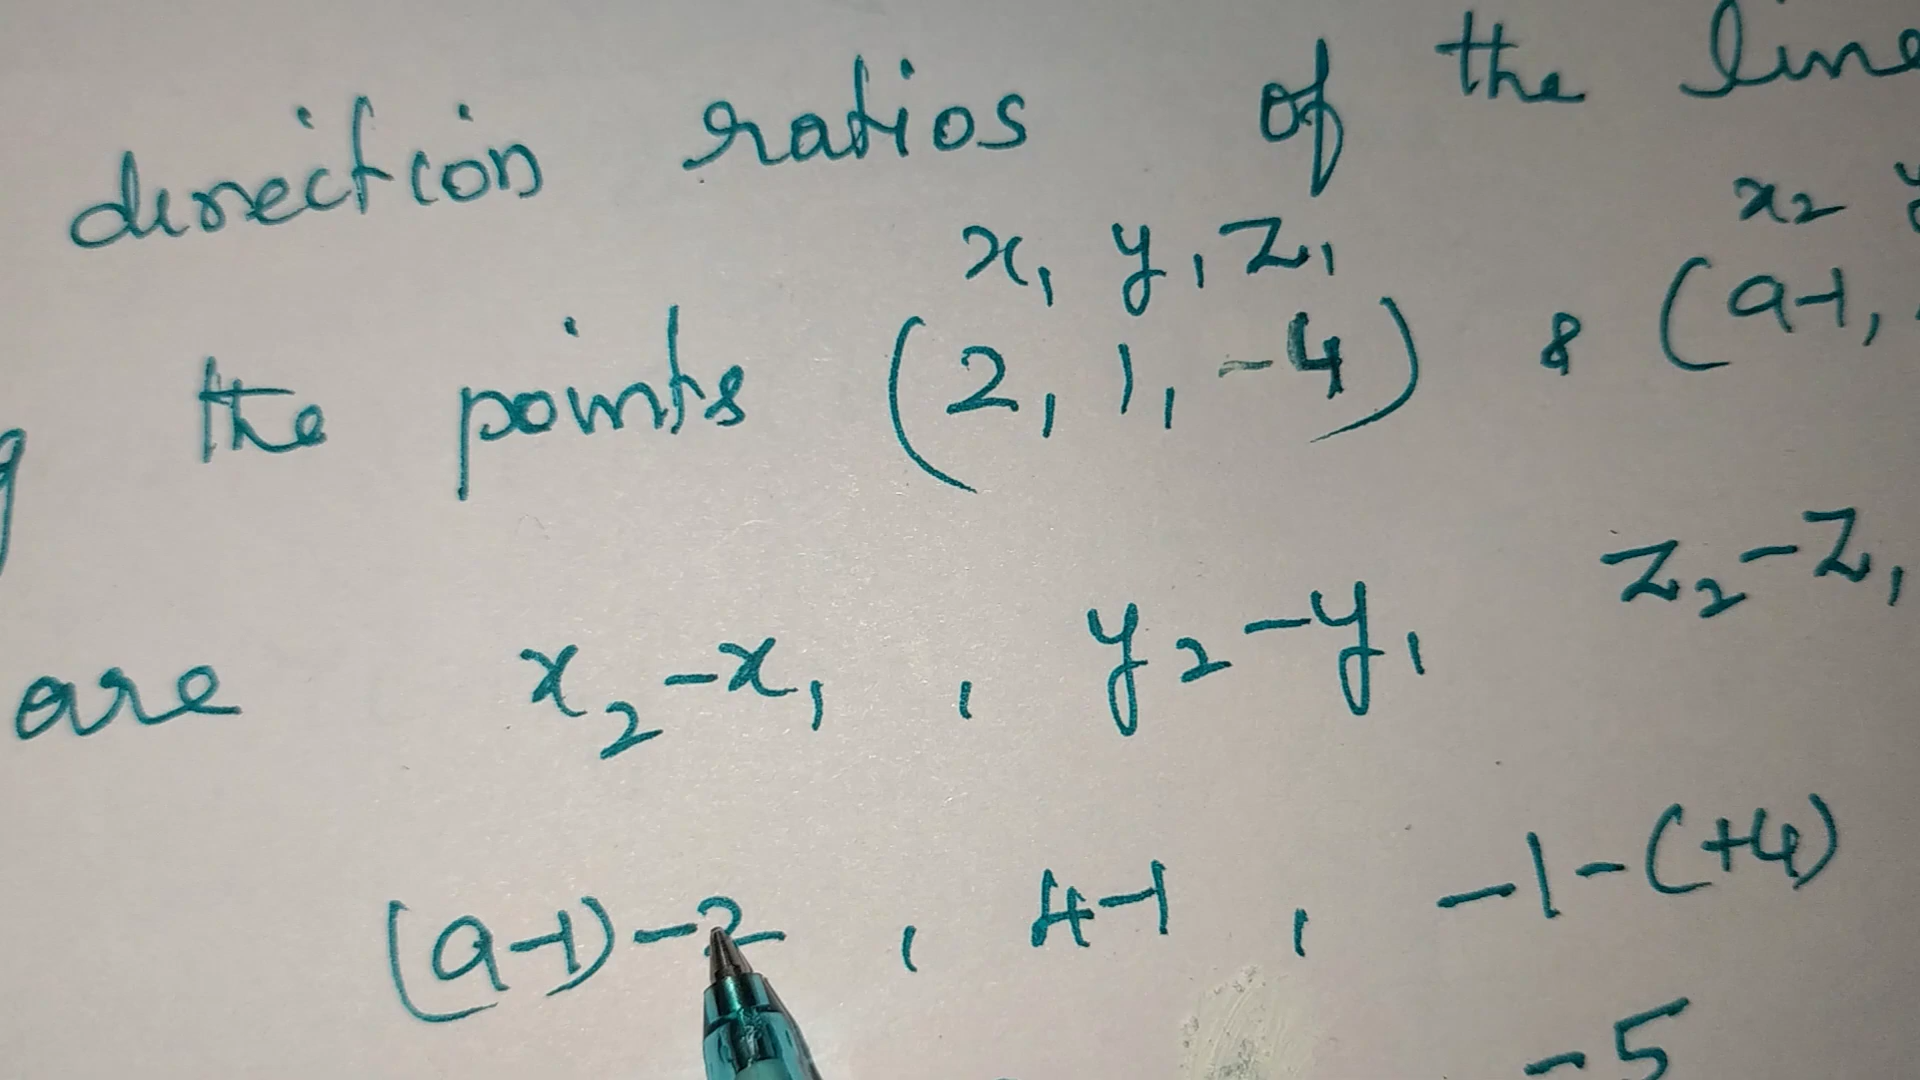 direction ratios of the line
x₁ y₁ z₁ x₂
the points (2, 1, -4) & (a-1,
are x₂-x₁ , y₂-y₁ z₂-z₁
(a-1)-2 , 4-1 , -1-(+4)
-5